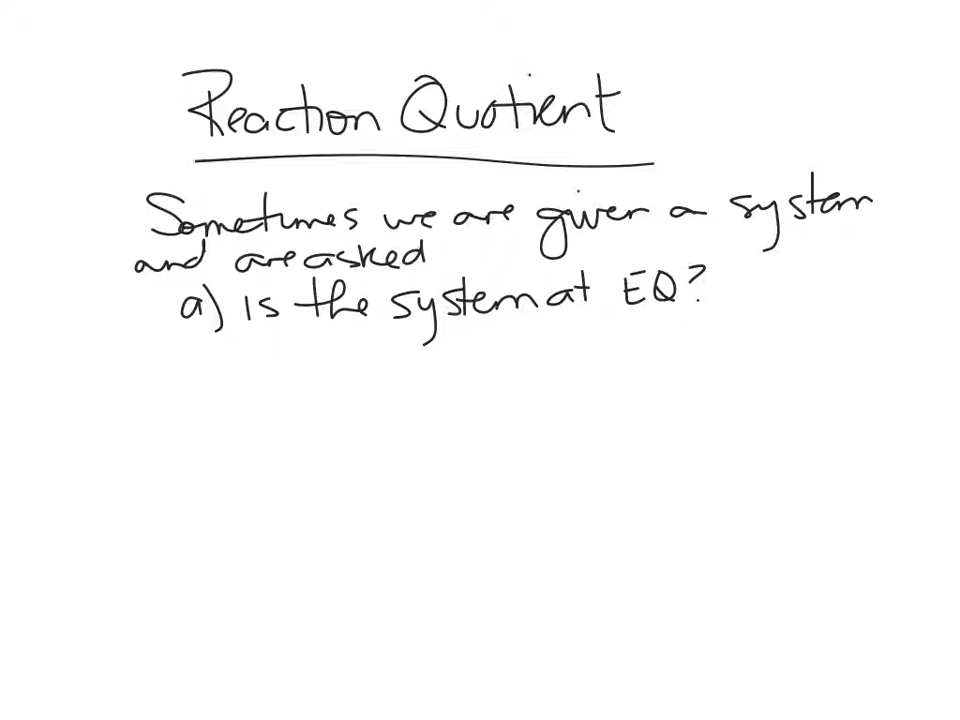 Reaction Quotient
Sometimes we are given a system
and are asked
a) is the system at EQ?